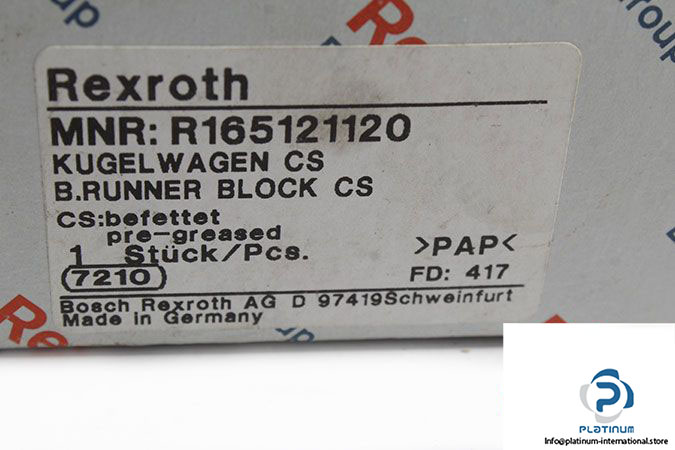 Group
Rexroth
MNR: R165121120
KUGELWAGEN CS
B.RUNNER BLOCK CS
CS:befettet
pre-greased
1 Stück/Pcs.
>PAP<
7210
FD: 417
Bosch Rexroth AG D 97419Schweinfurt
Made in Germany
PLATINUM
Info@platinum-international.store